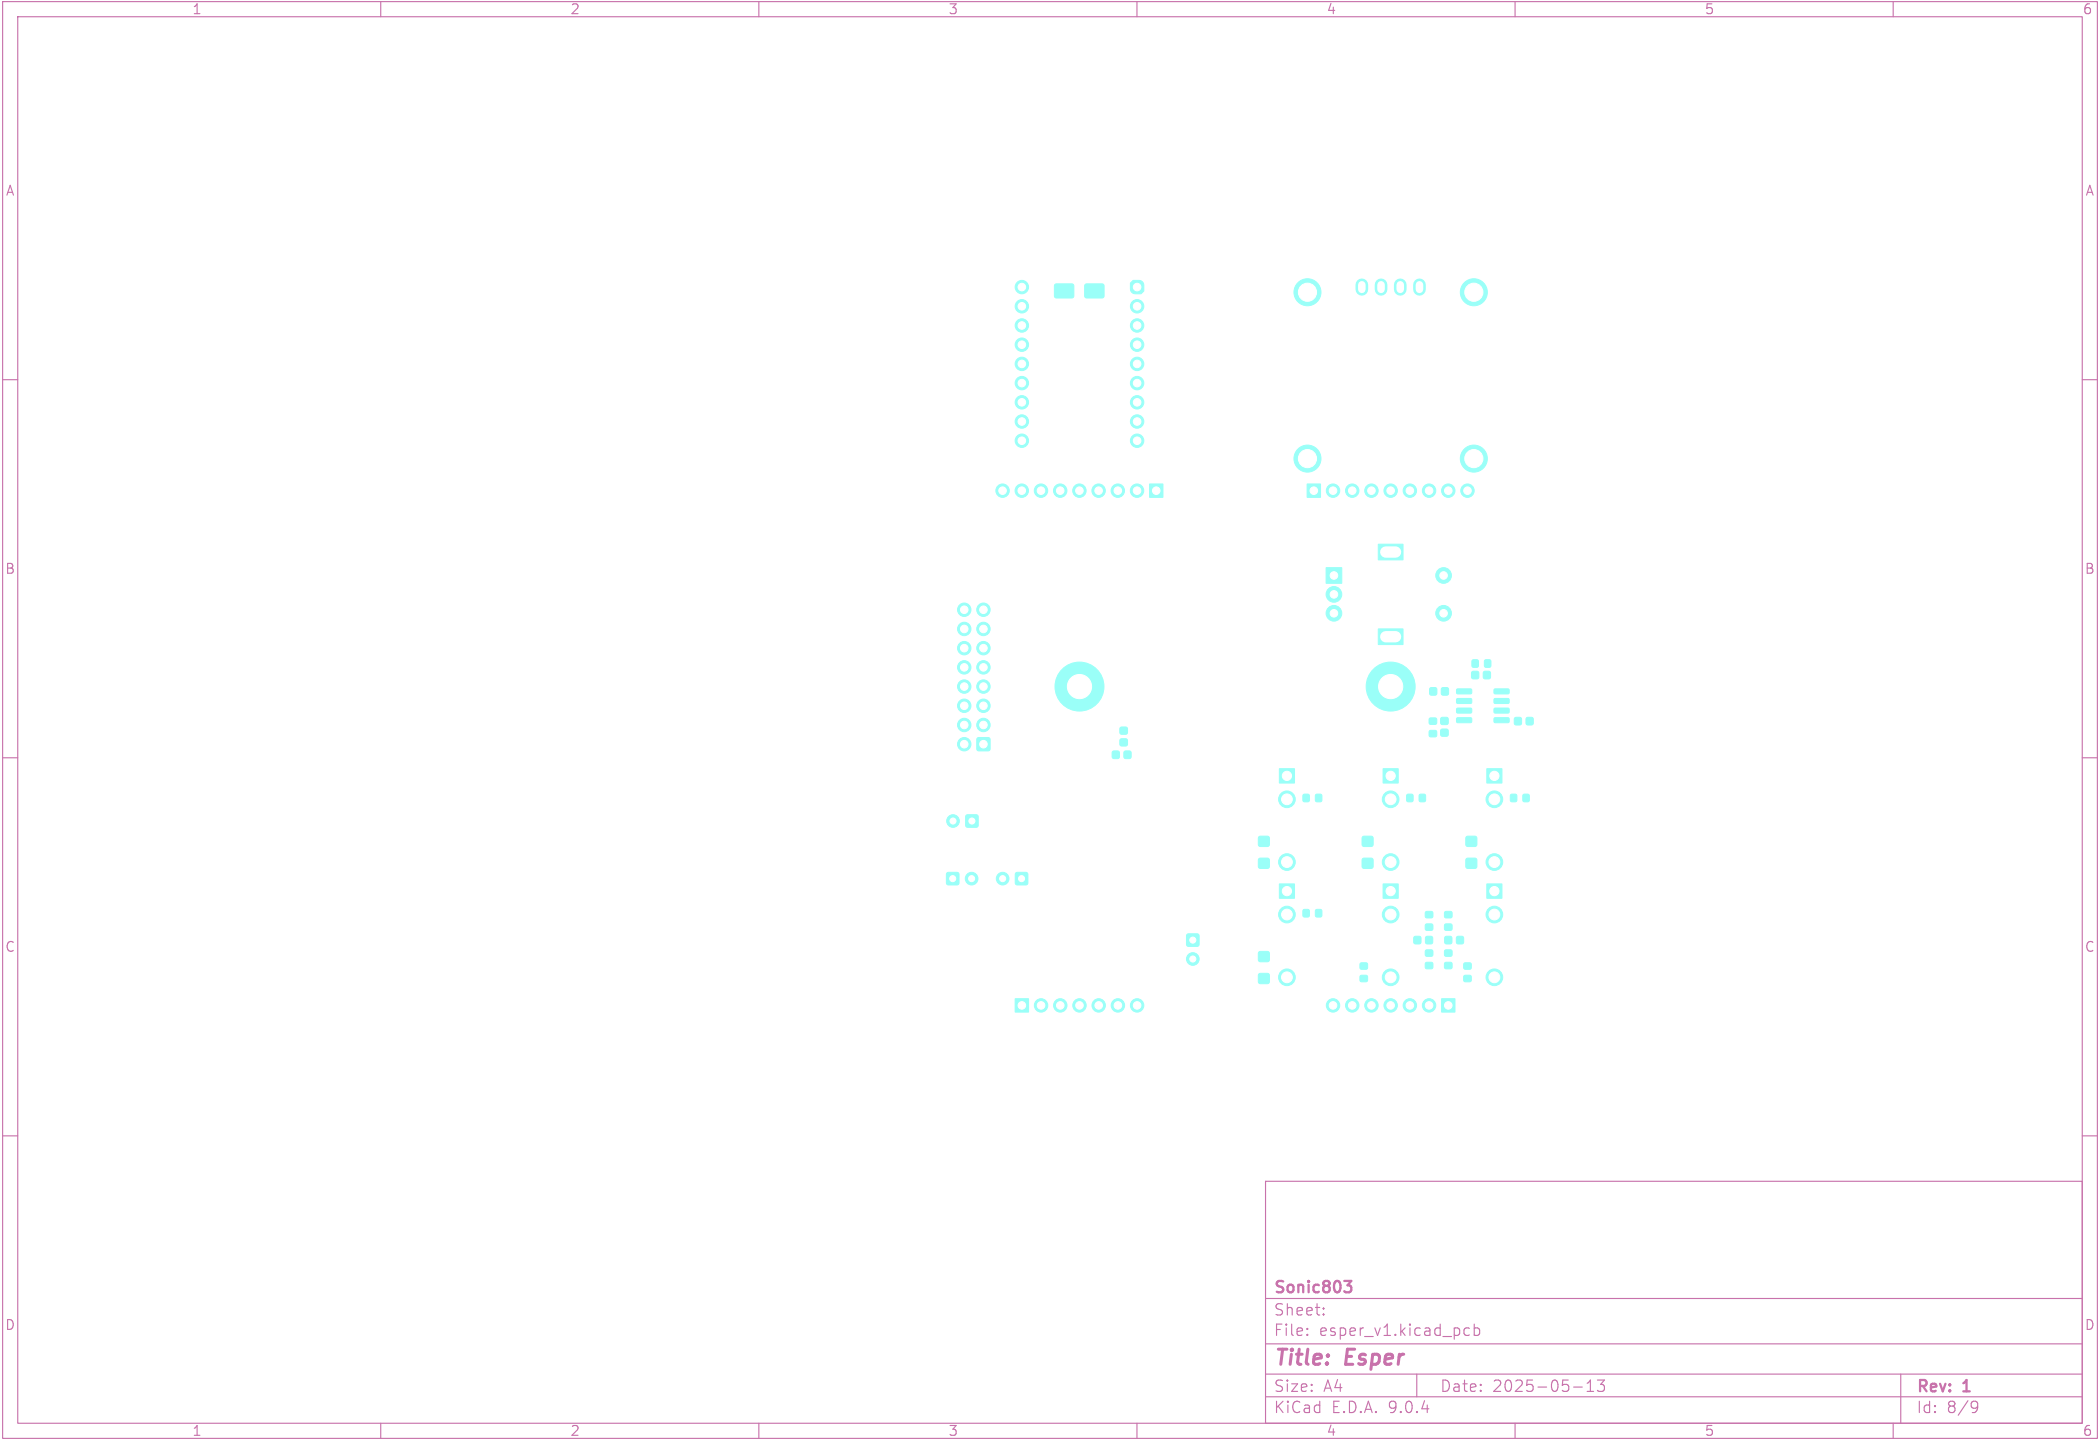 1 2 3 4 5 6
A A
B B
C C
Sonic803
Sheet:
File: esper_v1.kicad_pcb
D D
Title: Esper
Size: A4 Date: 2025-05-13 Rev: 1
KiCad E.D.A. 9.0.4 Id: 8/9
1 2 3 4 5 6